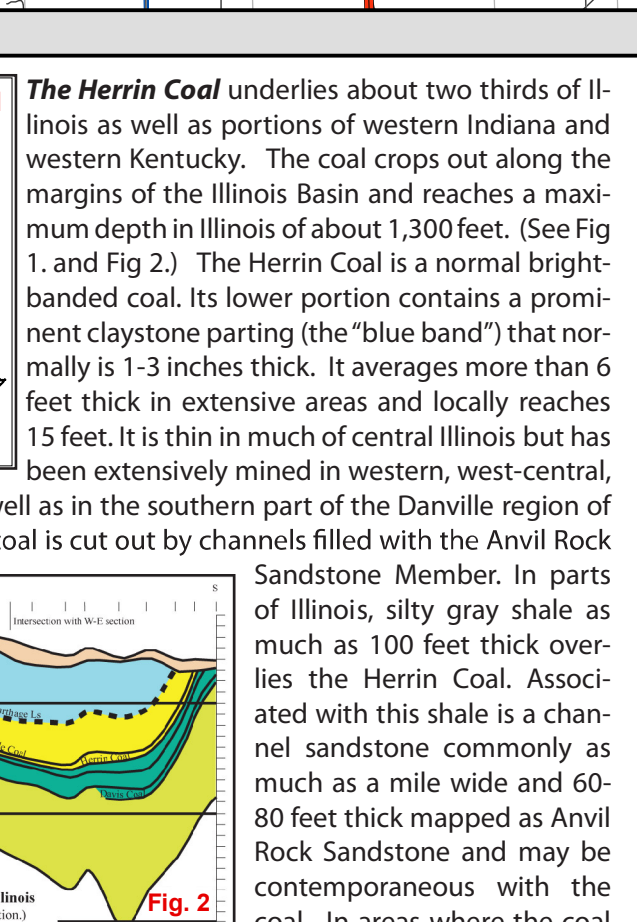 The Herrin Coal underlies about two thirds of Il-
linois as well as portions of western Indiana and
western Kentucky. The coal crops out along the
margins of the Illinois Basin and reaches a maxi-
mum depth in Illinois of about 1,300 feet. (See Fig
1. and Fig 2.) The Herrin Coal is a normal bright-
banded coal. Its lower portion contains a promi-
nent claystone parting (the “blue band”) that nor-
mally is 1-3 inches thick. It averages more than 6
feet thick in extensive areas and locally reaches
15 feet. It is thin in much of central Illinois but has
been extensively mined in western, west-central,
well as in the southern part of the Danville region of
coal is cut out by channels filled with the Anvil Rock
Sandstone Member. In parts
of Illinois, silty gray shale as
much as 100 feet thick over-
lies the Herrin Coal. Associ-
ated with this shale is a chan-
nel sandstone commonly as
much as a mile wide and 60-
80 feet thick mapped as Anvil
Rock Sandstone and may be
contemporaneous with the
coal. In areas where the coal
S
Intersection with W-E section
Ls
Coal
Herrin Coal
Davis Coal
Fig. 2